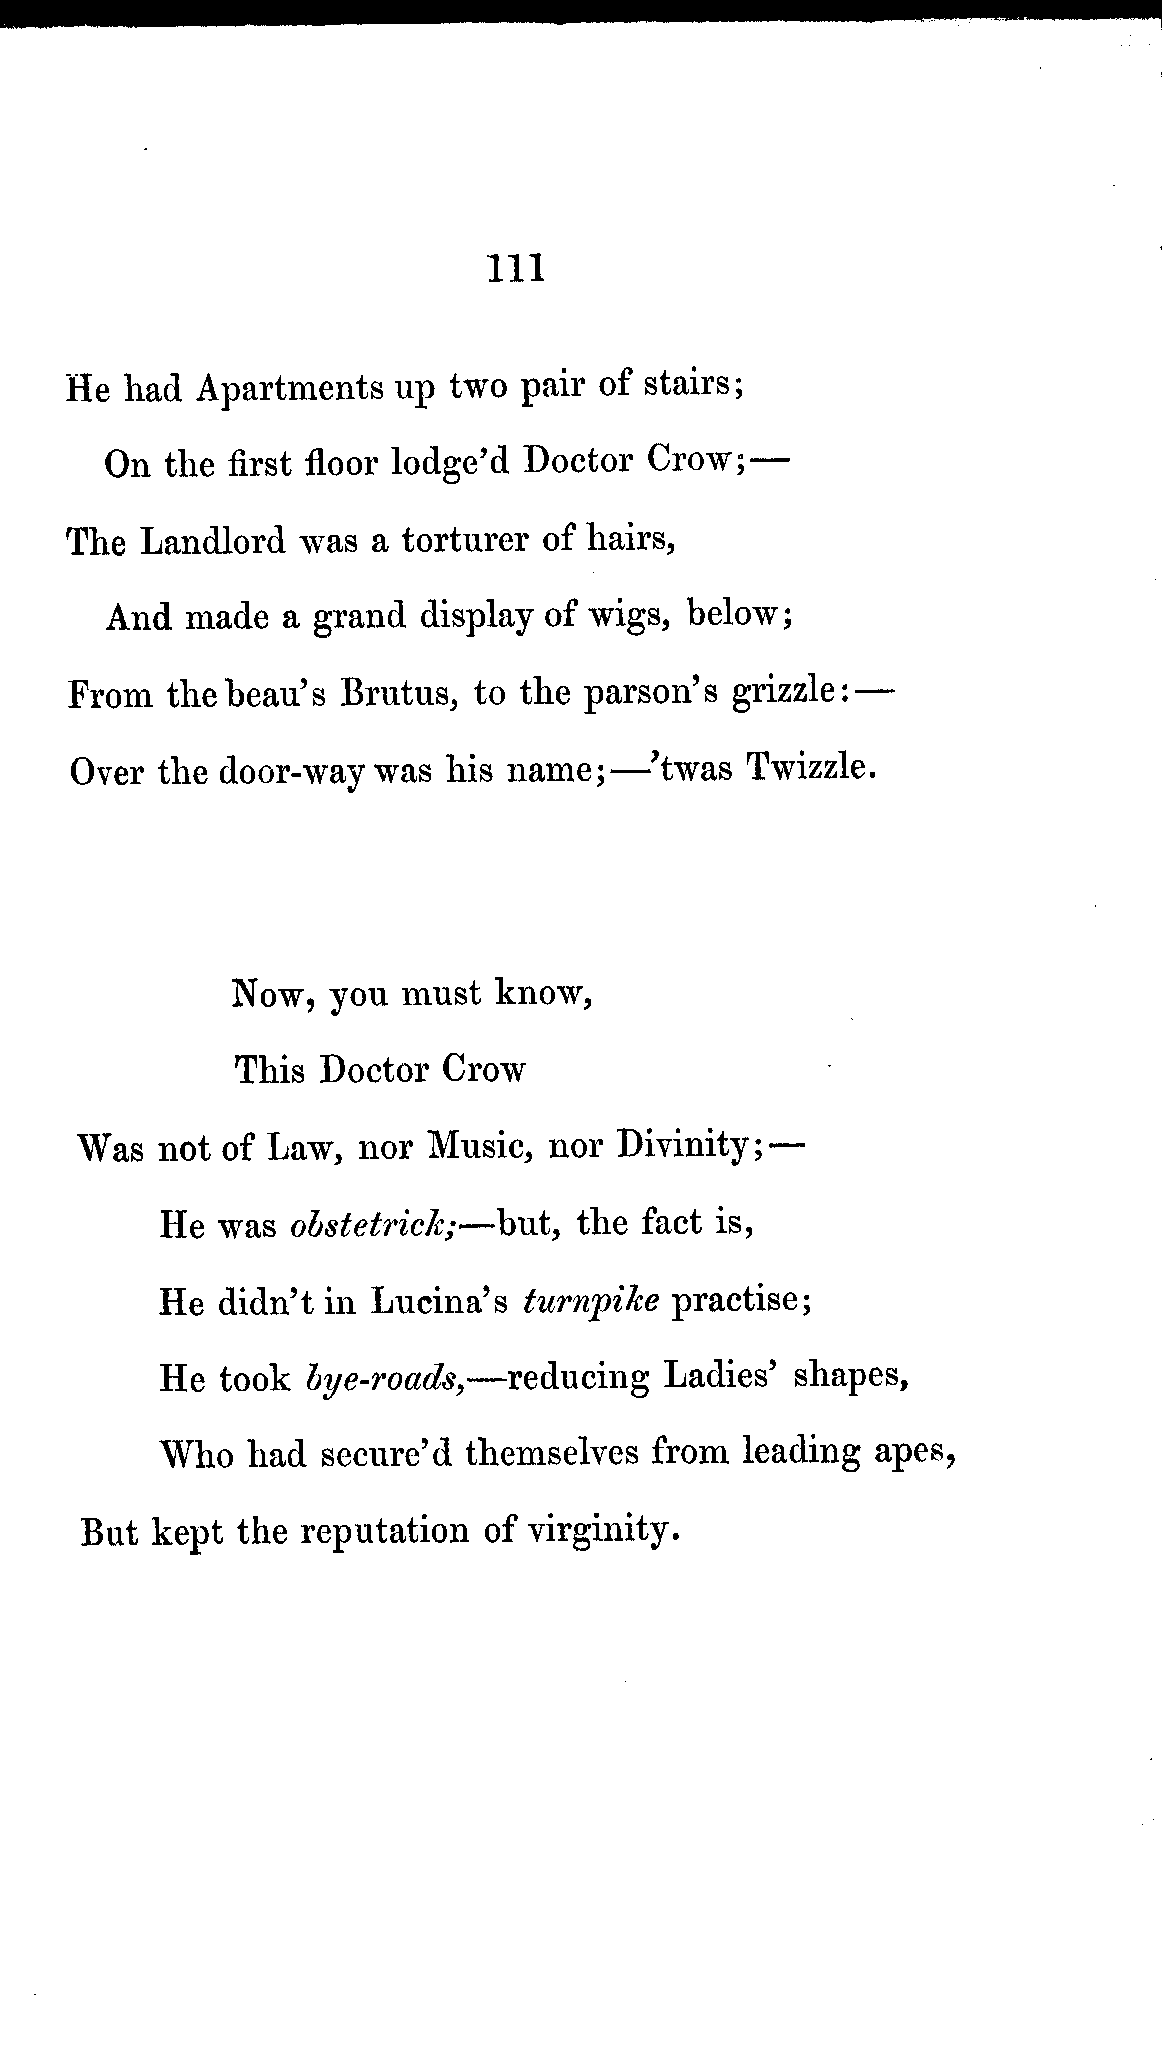 111
He had Apartments up two pair of stairs;
On the first floor lodge'd Doctor Crow;—
The Landlord was a torturer of hairs,
And made a grand display of wigs, below;
From the beau's Brutus, to the parson's grizzle:—
Over the door-way was his name;—'twas Twizzle.
Now, you must know,
This Doctor Crow
Was not of Law, nor Music, nor Divinity;—
He was obstetrick;—but, the fact is,
He didn't in Lucina's turnpike practise;
He took bye-roads,—reducing Ladies' shapes,
Who had secure'd themselves from leading apes,
But kept the reputation of virginity.